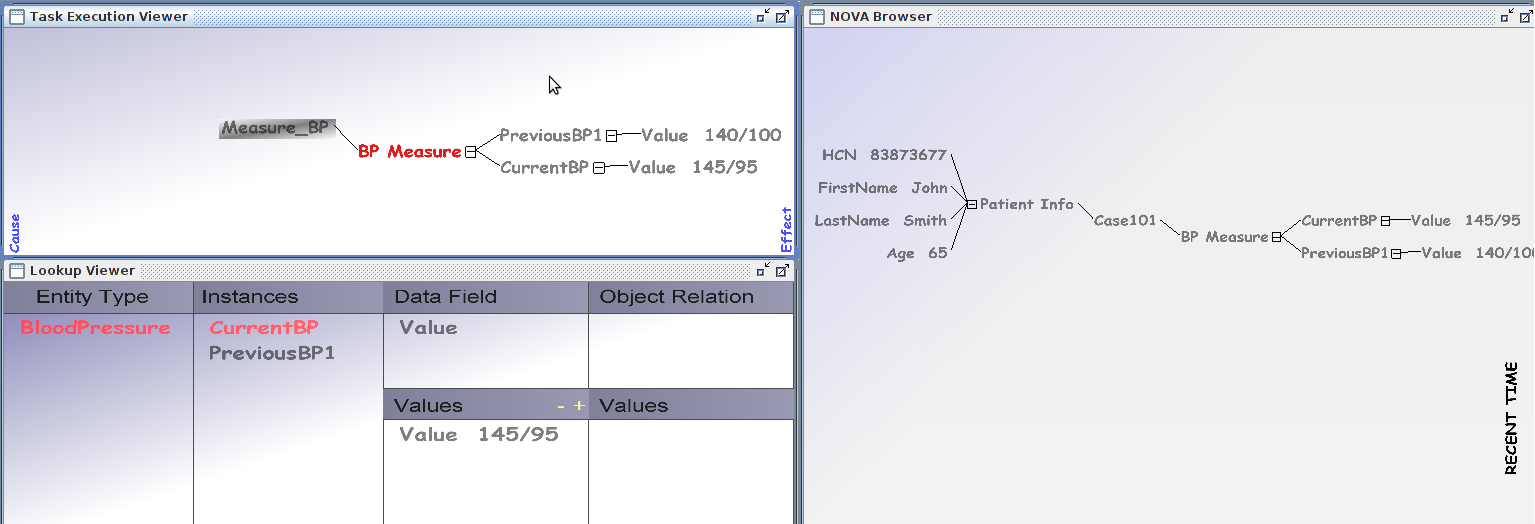 Task Execution Viewer
Measure_BP
BP Measure
PreviousBP1 Value 140/100
CurrentBP Value 145/95
Cause
Effect
Lookup Viewer
Entity Type Instances Data Field Object Relation
BloodPressure CurrentBP Value
PreviousBP1
Values - + Values
Value 145/95
NOVA Browser
HCN 83873677
FirstName John
LastName Smith
Age 65
Patient Info
Case101
BP Measure
CurrentBP Value 145/95
PreviousBP1 Value 140/100
RECENT TIME